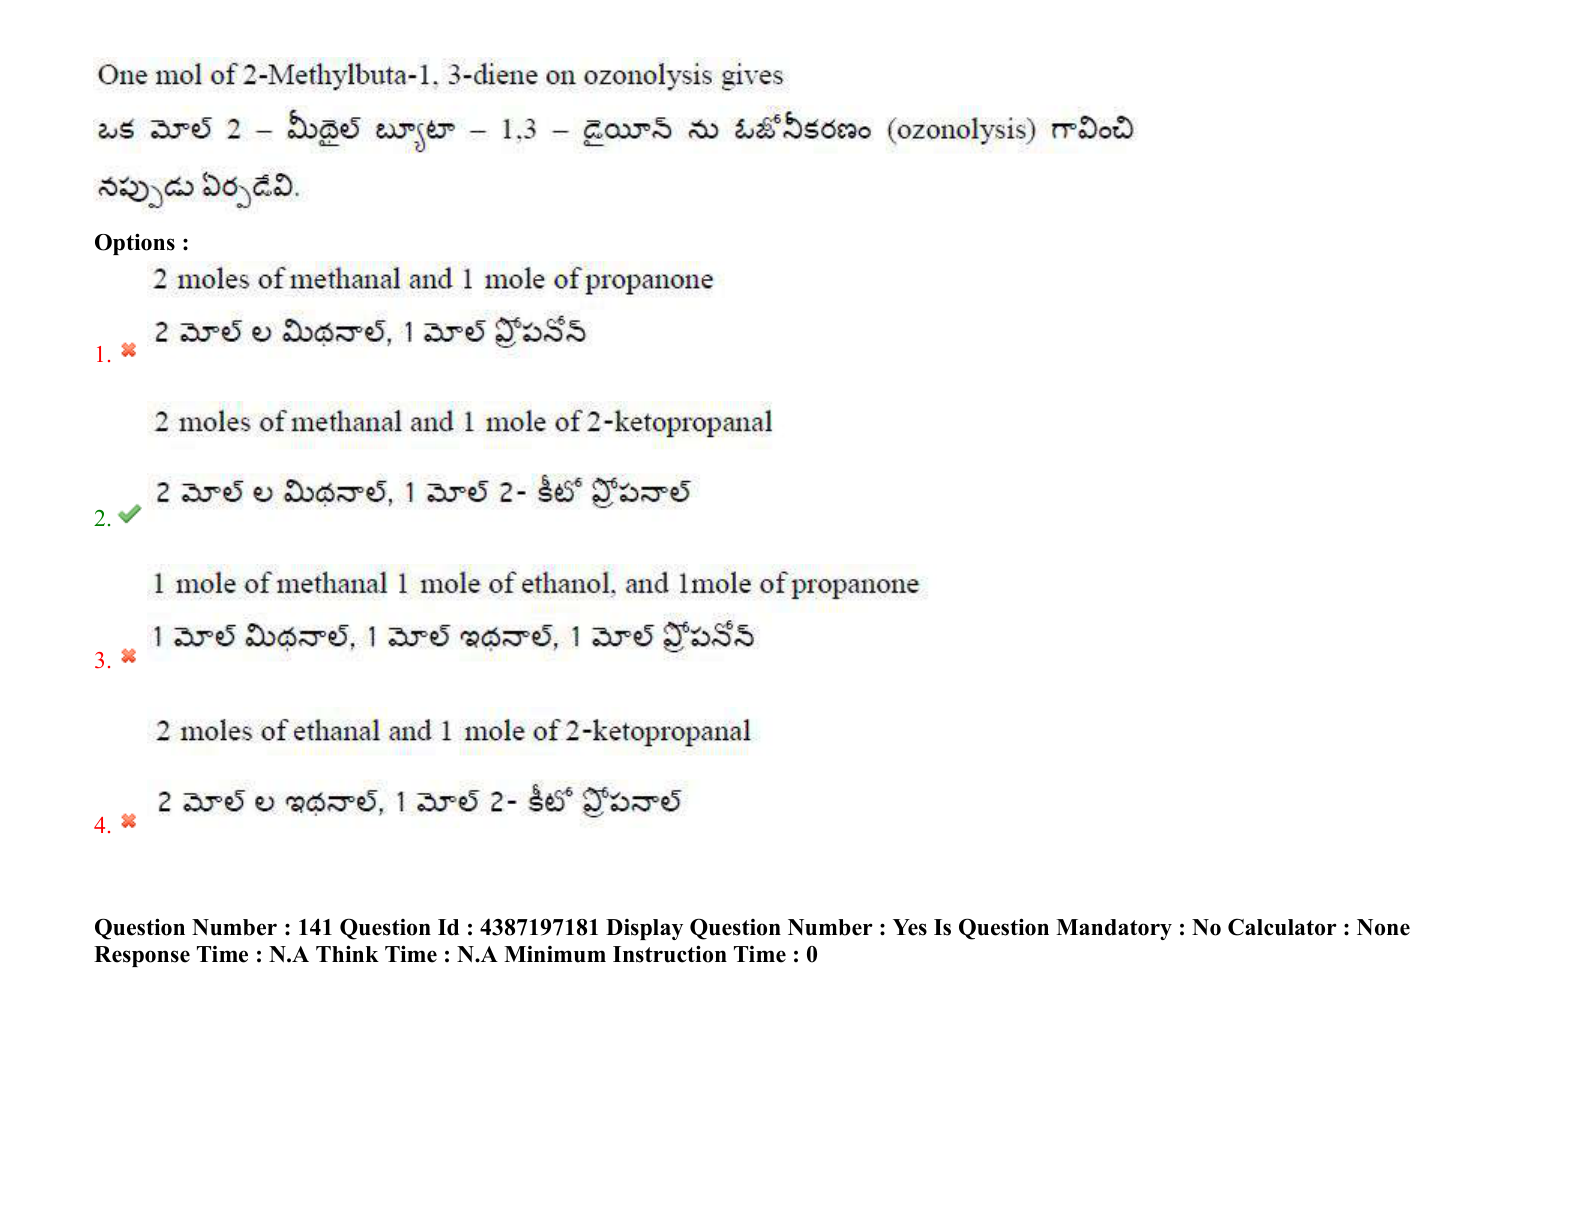 One mol of 2-Methylbuta-1, 3-diene on ozonolysis gives
ఒక మోల్ 2 – మీథైల్ బ్యూటా – 1,3 – డైయీన్ ను ఓజోనీకరణం (ozonolysis) గావించి
నప్పుడు ఏర్పడేవి.
Options :
2 moles of methanal and 1 mole of propanone
2 మోల్ ల మిథనాల్, 1 మోల్ ప్రోపనోన్
1.
2 moles of methanal and 1 mole of 2-ketopropanal
2 మోల్ ల మిథనాల్, 1 మోల్ 2- కీటో ప్రోపనాల్
2.
1 mole of methanal 1 mole of ethanol, and 1mole of propanone
1 మోల్ మిథనాల్, 1 మోల్ ఇథనాల్, 1 మోల్ ప్రోపనోన్
3.
2 moles of ethanal and 1 mole of 2-ketopropanal
2 మోల్ ల ఇథనాల్, 1 మోల్ 2- కీటో ప్రోపనాల్
4.
Question Number : 141 Question Id : 4387197181 Display Question Number : Yes Is Question Mandatory : No Calculator : None
Response Time : N.A Think Time : N.A Minimum Instruction Time : 0